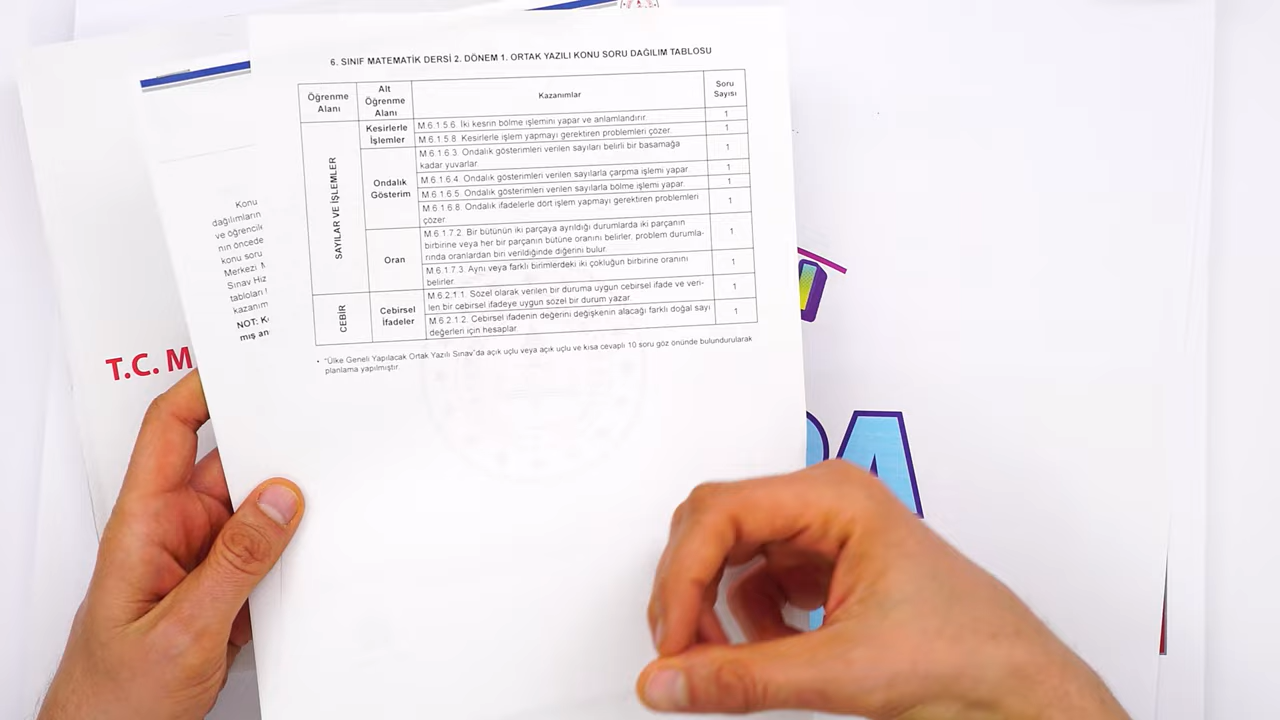 6. SINIF MATEMATİK DERSİ 2. DÖNEM 1. ORTAK YAZILI KONU SORU DAĞILIM TABLOSU
Öğrenme Alanı
Alt Öğrenme Alanı
Kazanımlar
Soru Sayısı
SAYILAR VE İŞLEMLER
Kesirlerle İşlemler
M.6.1.5.6. İki kesrin bölme işlemini yapar ve anlamlandırır.
1
M.6.1.5.8. Kesirlerle işlem yapmayı gerektiren problemleri çözer.
1
Ondalık Gösterim
M.6.1.6.3. Ondalık gösterimleri verilen sayıları belirli bir basamağa
kadar yuvarlar.
1
M.6.1.6.4. Ondalık gösterimleri verilen sayılarla çarpma işlemi yapar.
1
M.6.1.6.5. Ondalık gösterimleri verilen sayılarla bölme işlemi yapar.
1
M.6.1.6.8. Ondalık ifadelerle dört işlem yapmayı gerektiren problemleri
çözer.
1
Oran
M.6.1.7.2. Bir bütünün iki parçaya ayrıldığı durumlarda iki parçanın
birbirine veya her bir parçanın bütüne oranını belirler, problem durumla-
rında oranlardan biri verildiğinde diğerini bulur.
1
M.6.1.7.3. Aynı veya farklı birimlerdeki iki çokluğun birbirine oranını
belirler.
1
CEBİR
Cebirsel İfadeler
M.6.2.1.1. Sözel olarak verilen bir duruma uygun cebirsel ifade ve veri-
len bir cebirsel ifadeye uygun sözel bir durum yazar.
1
M.6.2.1.2. Cebirsel ifadenin değerini değişkenin alacağı farklı doğal sayı
değerleri için hesaplar.
1
• "Ülke Geneli Yapılacak Ortak Yazılı Sınav'da açık uçlu veya açık uçlu ve kısa cevaplı 10 soru göz önünde bulundurularak
planlama yapılmıştır.
Konu
dağılımların
ve öğrencile
nın öncede
konu soru
Merkezi M
Sınav Hiz
tabloları
kazanım
NOT: K
mış an
T.C. M